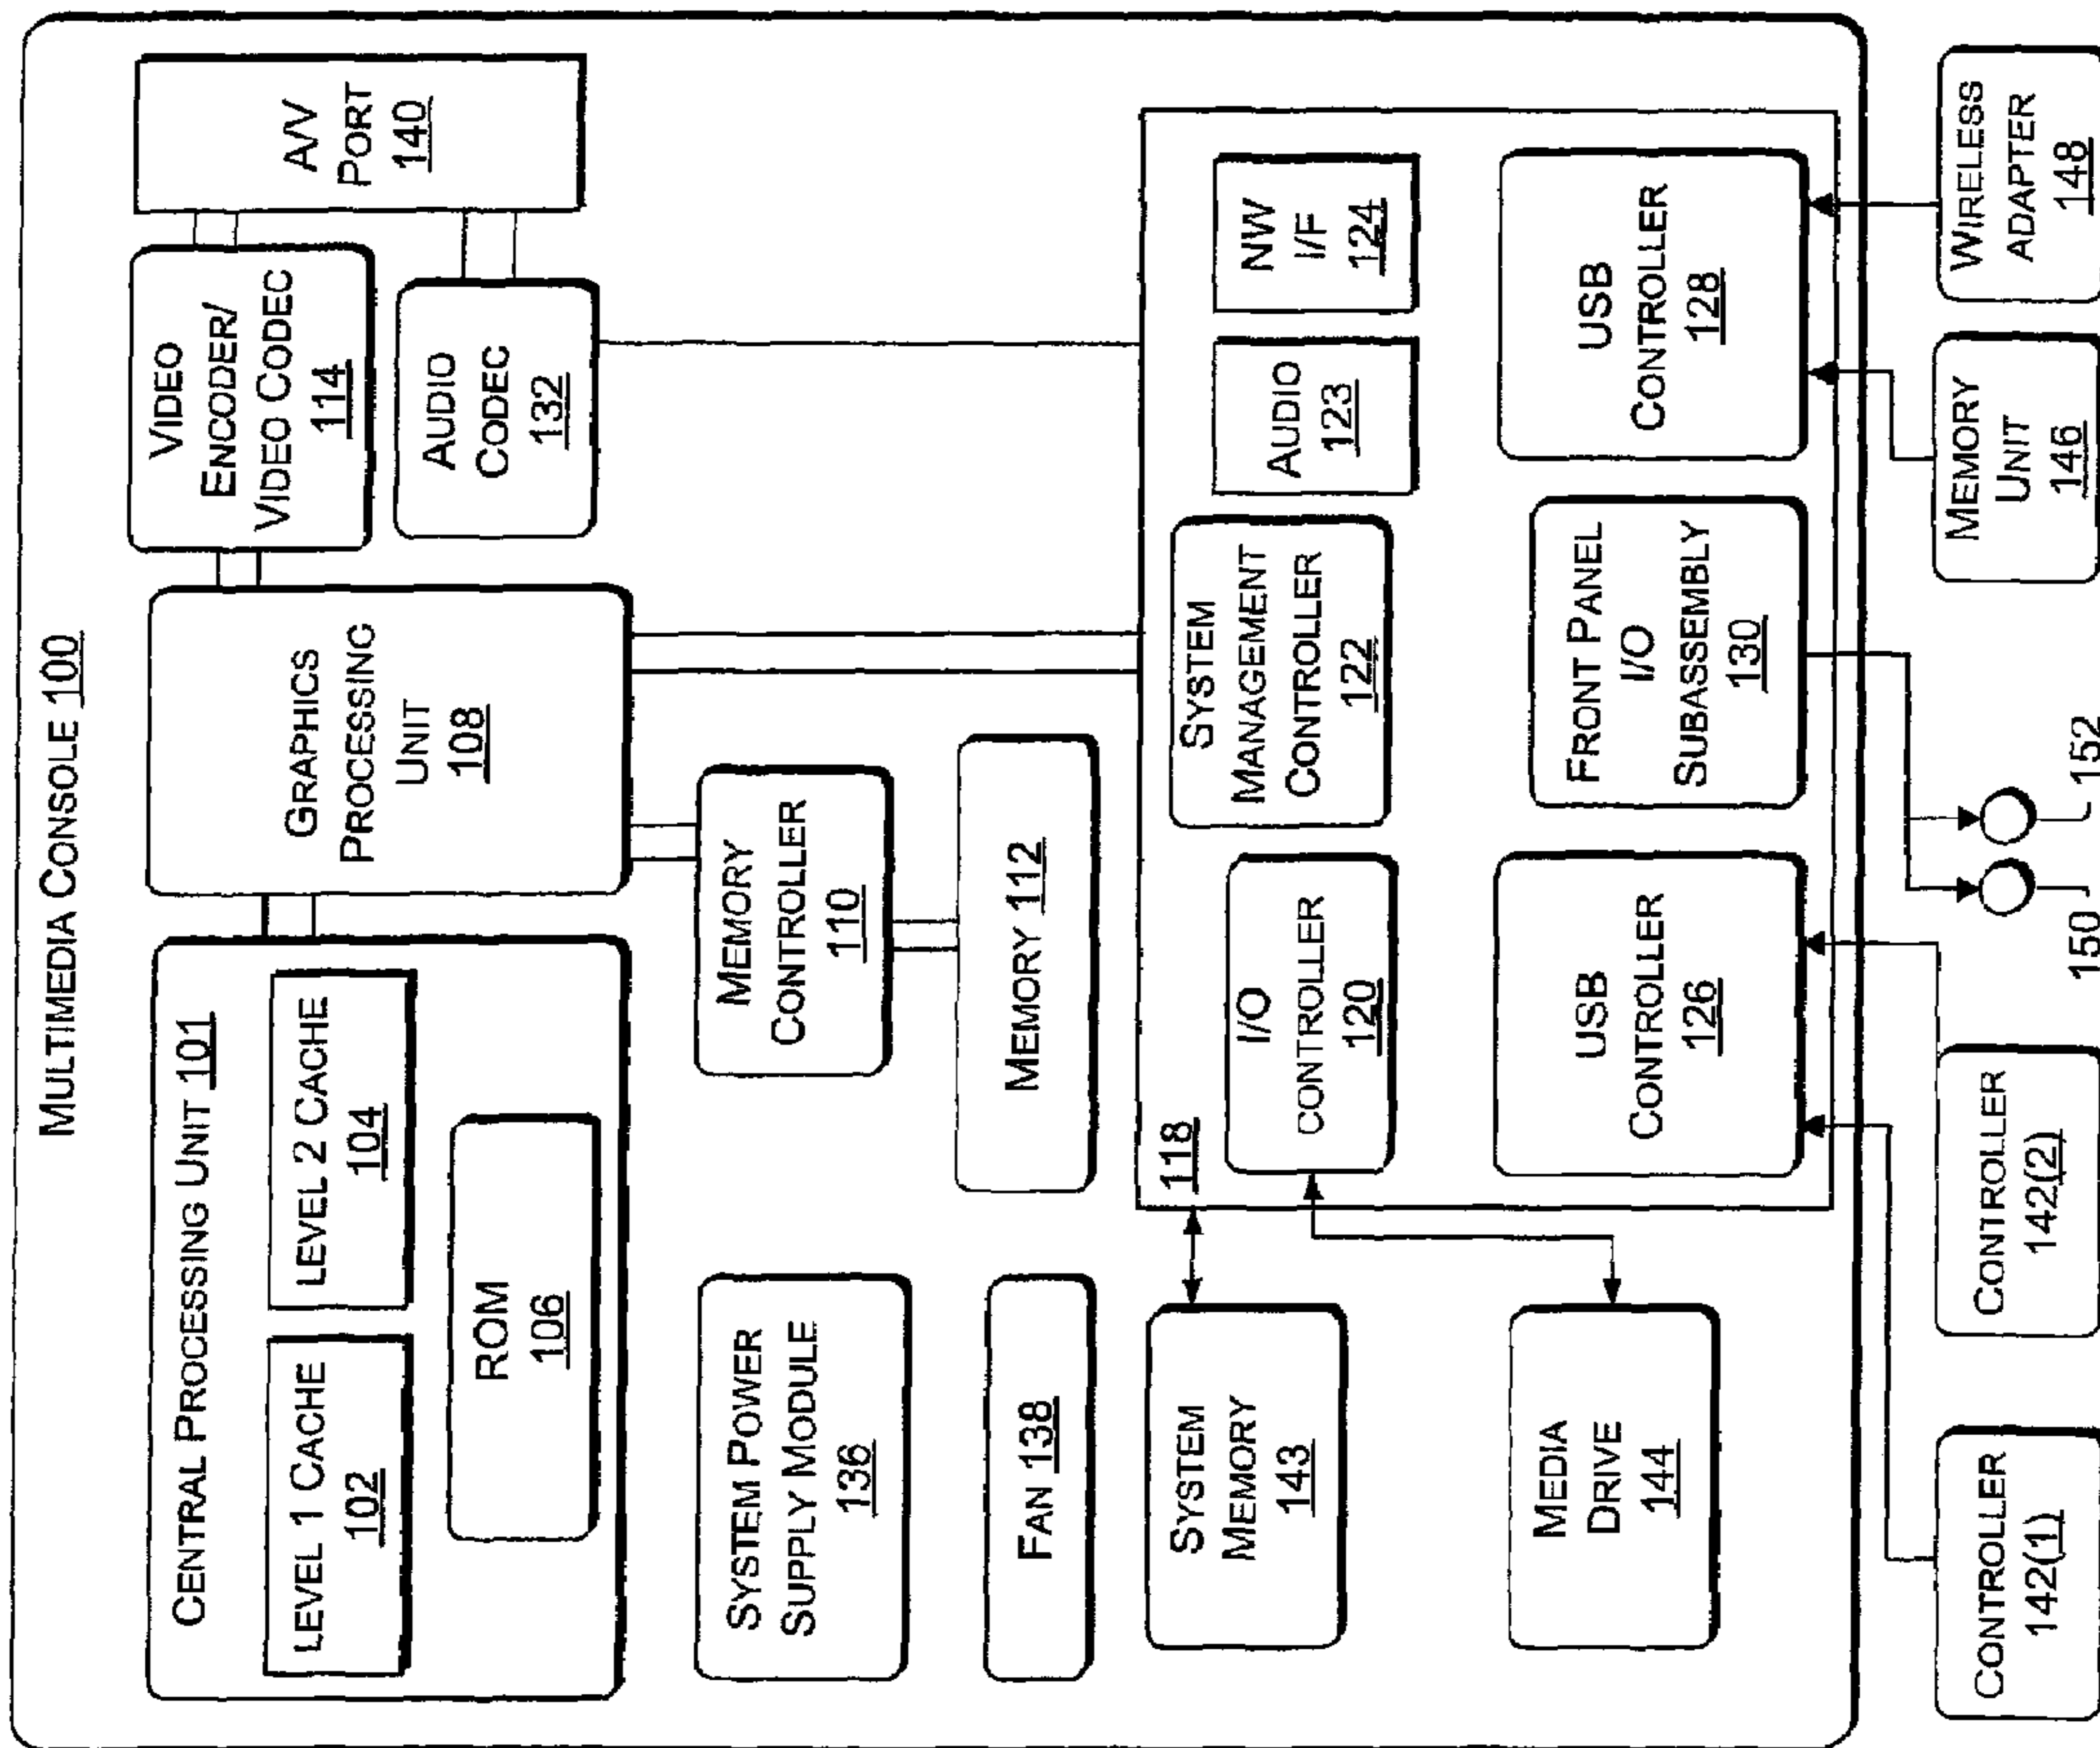 MULTIMEDIA CONSOLE 100
CENTRAL PROCESSING UNIT 101
LEVEL 1 CACHE
102
LEVEL 2 CACHE
104
ROM
106
GRAPHICS
PROCESSING
UNIT
108
VIDEO
ENCODER/
VIDEO CODEC
114
AUDIO
CODEC
132
A/V
PORT
140
SYSTEM POWER
SUPPLY MODULE
136
MEMORY
CONTROLLER
110
FAN 138
MEMORY 112
118
SYSTEM
MEMORY
143
I/O
CONTROLLER
120
SYSTEM
MANAGEMENT
CONTROLLER
122
AUDIO
123
NW
I/F
124
MEDIA
DRIVE
144
USB
CONTROLLER
126
FRONT PANEL
I/O
SUBASSEMBLY
130
USB
CONTROLLER
128
CONTROLLER
142(1)
CONTROLLER
142(2)
150
152
MEMORY
UNIT
146
WIRELESS
ADAPTER
148